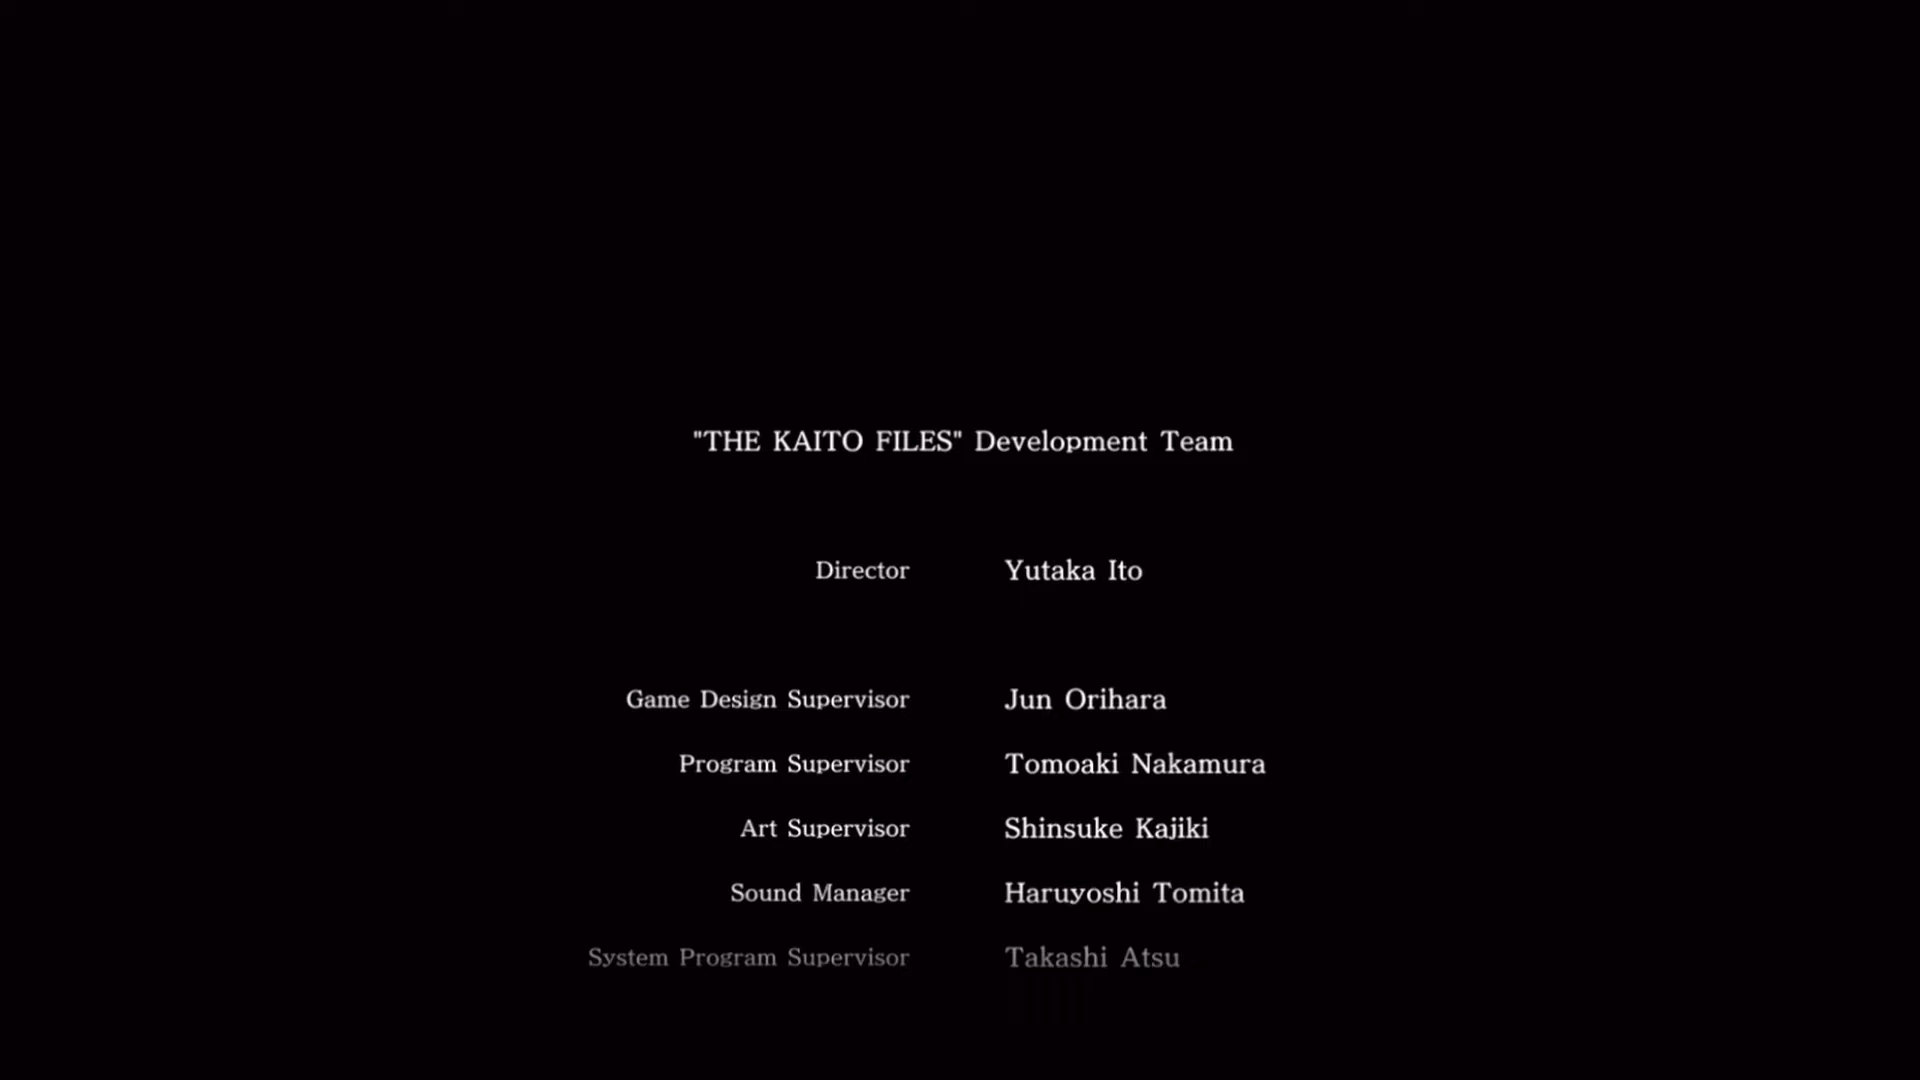 "THE KAITO FILES" Development Team
Director Yutaka Ito
Game Design Supervisor Jun Orihara
Program Supervisor Tomoaki Nakamura
Art Supervisor Shinsuke Kajiki
Sound Manager Haruyoshi Tomita
System Program Supervisor Takashi Atsu